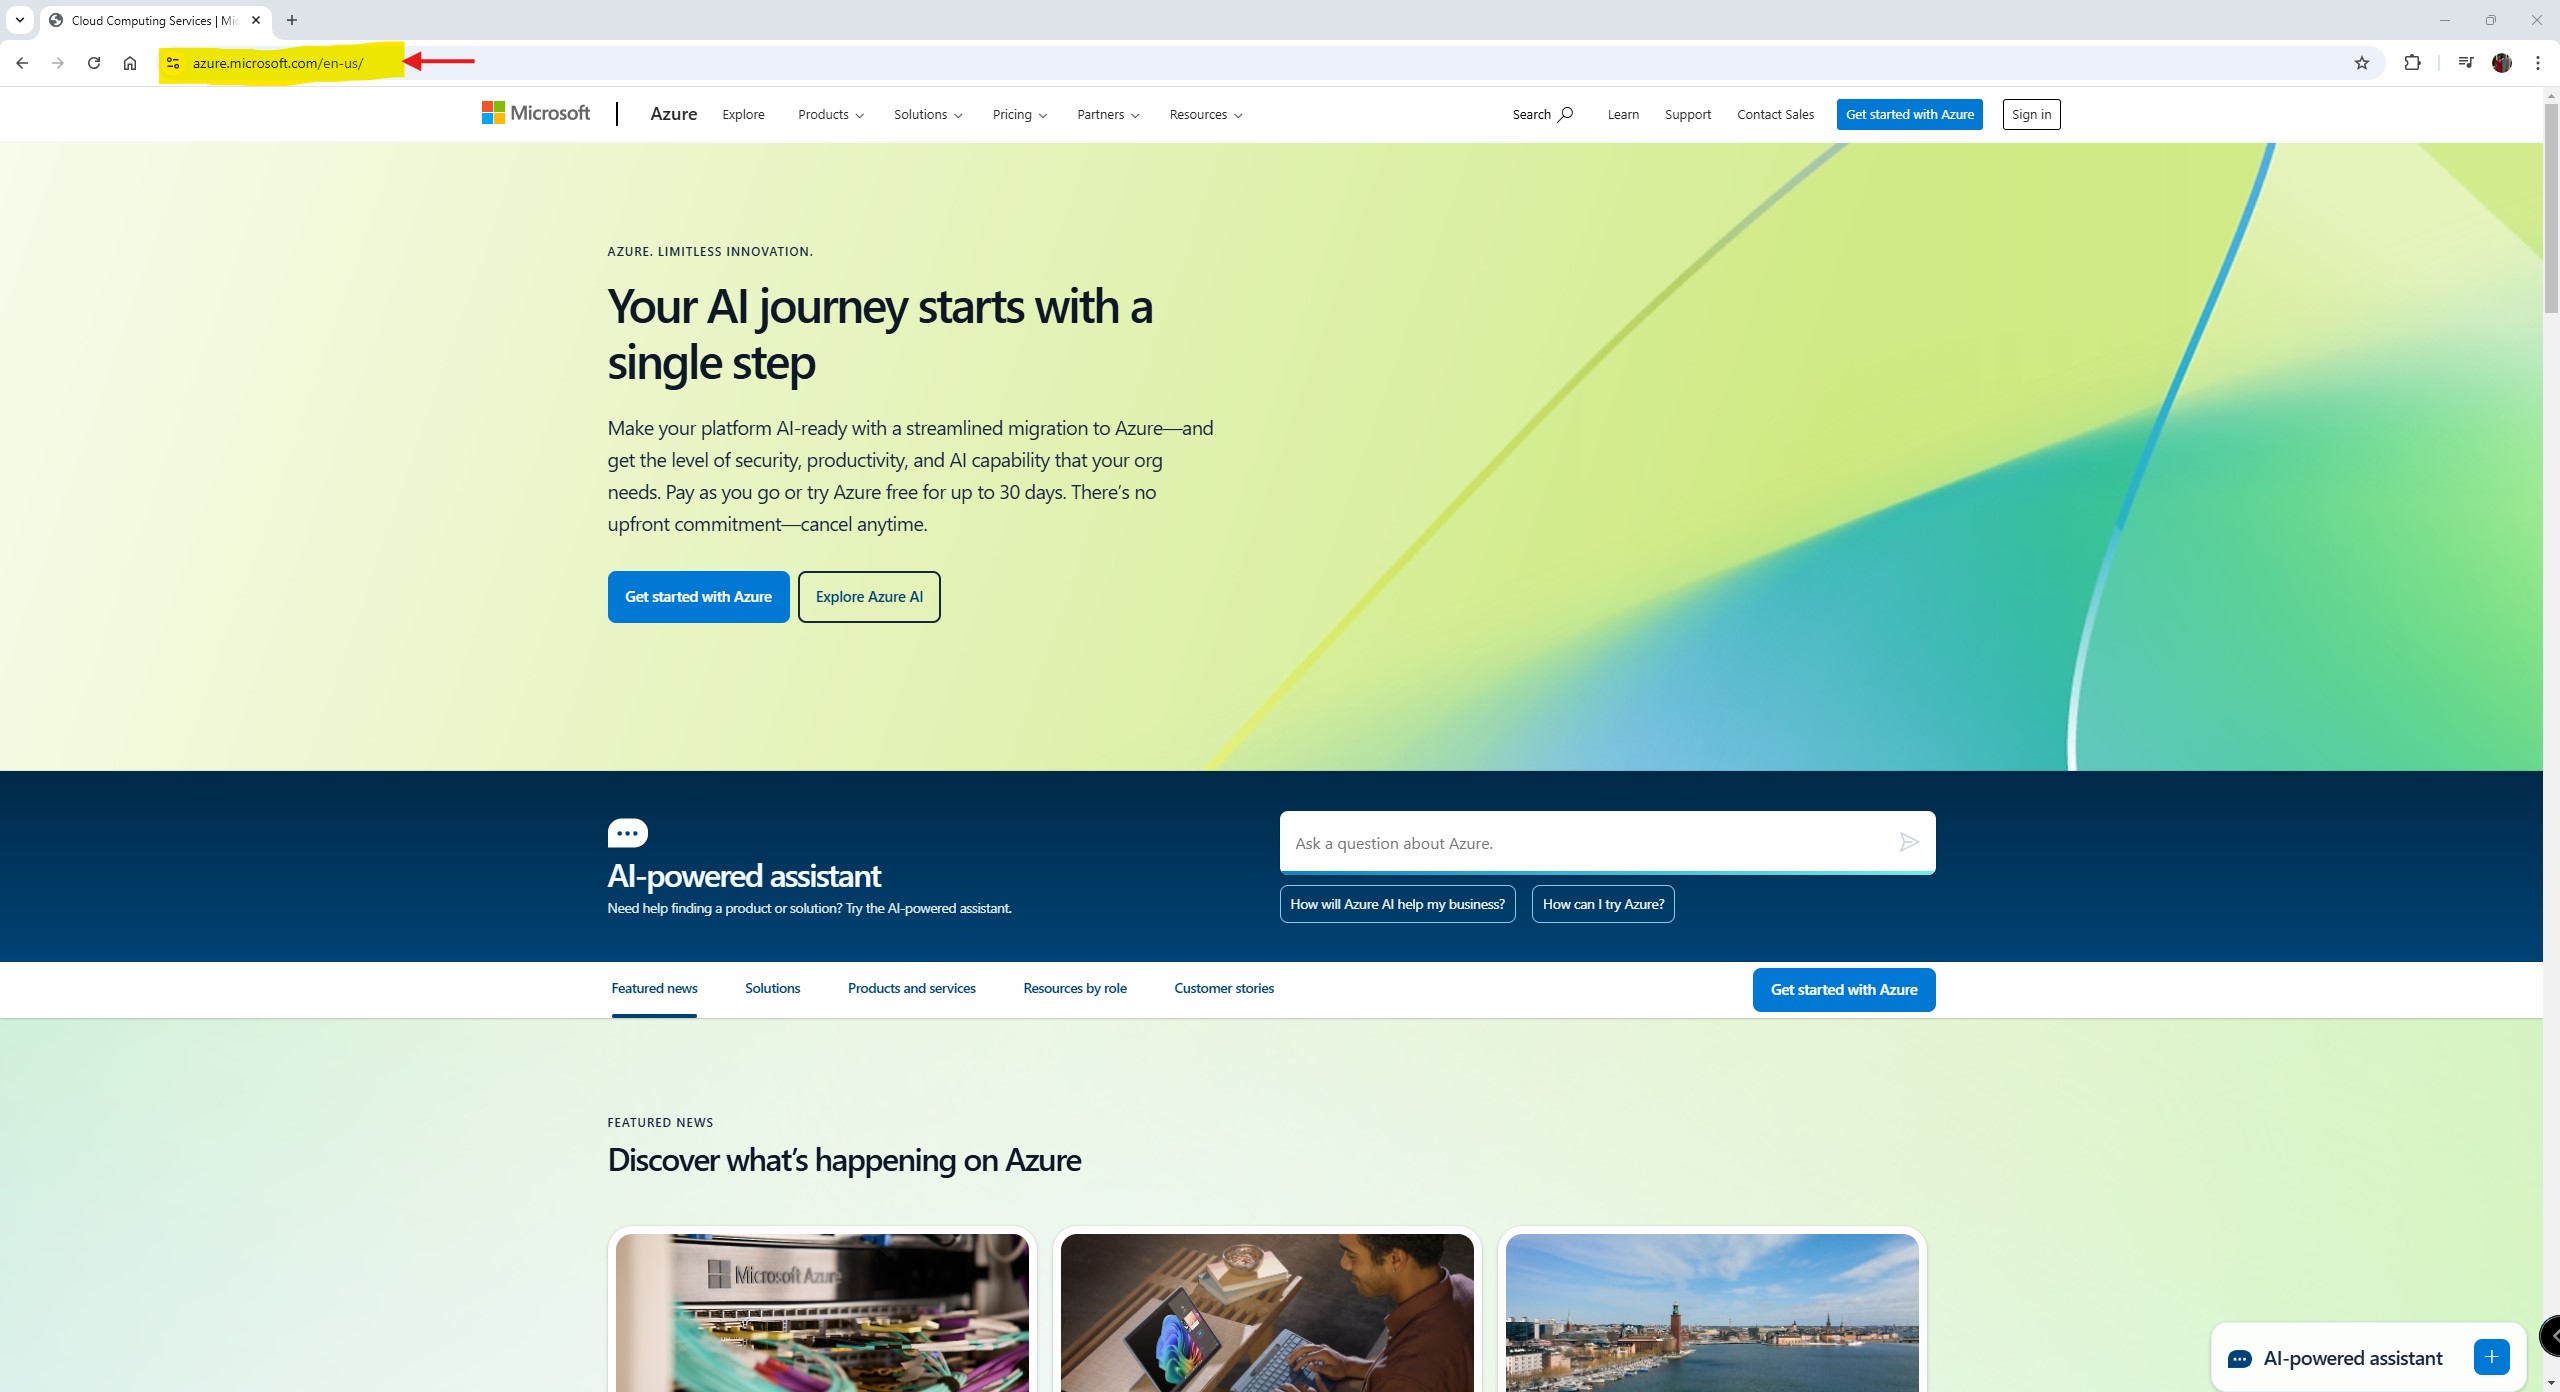 Cloud Computing Services | Mic
azure.microsoft.com/en-us/
Microsoft
Azure
Explore
Products
Solutions
Pricing
Partners
Resources
Search
Learn
Support
Contact Sales
Get started with Azure
Sign in
AZURE. LIMITLESS INNOVATION.
Your AI journey starts with a
single step
Make your platform AI-ready with a streamlined migration to Azure—and
get the level of security, productivity, and AI capability that your org
needs. Pay as you go or try Azure free for up to 30 days. There’s no
upfront commitment—cancel anytime.
Get started with Azure
Explore Azure AI
AI-powered assistant
Need help finding a product or solution? Try the AI-powered assistant.
Ask a question about Azure.
How will Azure AI help my business?
How can I try Azure?
Featured news
Solutions
Products and services
Resources by role
Customer stories
Get started with Azure
FEATURED NEWS
Discover what’s happening on Azure
Microsoft Azure
AI-powered assistant